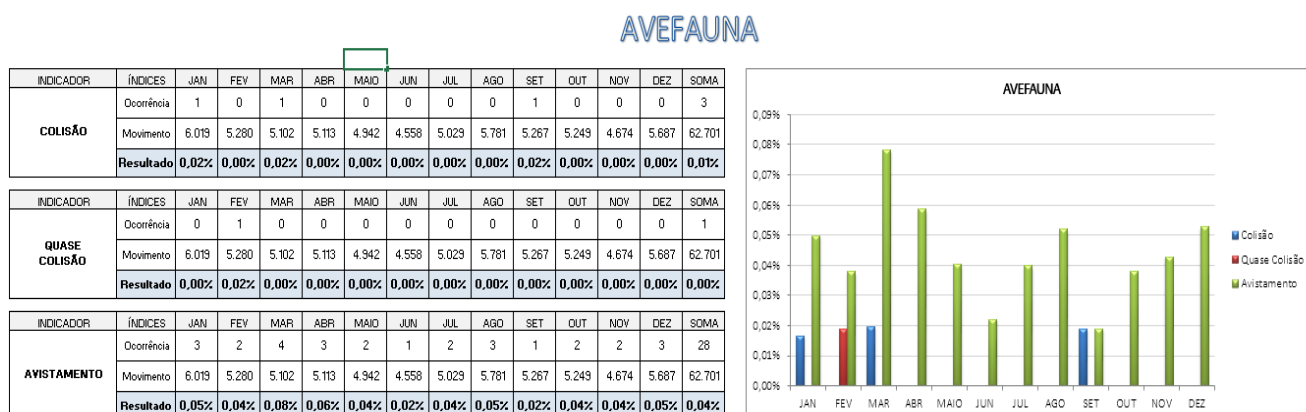 AVEFAUNA
INDICADOR ÍNDICES JAN FEV MAR ABR MAIO JUN JUL AGO SET OUT NOV DEZ SOMA
Ocorrência 1 0 1 0 0 0 0 0 1 0 0 0 3
COLISÃO Movimento 6.019 5.280 5.102 5.113 4.942 4.558 5.029 5.781 5.267 5.249 4.674 5.687 62.701
Resultado 0,02% 0,00% 0,02% 0,00% 0,00% 0,00% 0,00% 0,00% 0,02% 0,00% 0,00% 0,00% 0,01%
INDICADOR ÍNDICES JAN FEV MAR ABR MAIO JUN JUL AGO SET OUT NOV DEZ SOMA
Ocorrência 0 1 0 0 0 0 0 0 0 0 0 0 1
QUASE
COLISÃO
Movimento 6.019 5.280 5.102 5.113 4.942 4.558 5.029 5.781 5.267 5.249 4.674 5.687 62.701
Resultado 0,00% 0,02% 0,00% 0,00% 0,00% 0,00% 0,00% 0,00% 0,00% 0,00% 0,00% 0,00% 0,00%
INDICADOR ÍNDICES JAN FEV MAR ABR MAIO JUN JUL AGO SET OUT NOV DEZ SOMA
Ocorrência 3 2 4 3 2 1 2 3 1 2 2 3 28
AVISTAMENTO Movimento 6.019 5.280 5.102 5.113 4.942 4.558 5.029 5.781 5.267 5.249 4.674 5.687 62.701
Resultado 0,05% 0,04% 0,08% 0,06% 0,04% 0,02% 0,04% 0,05% 0,02% 0,04% 0,04% 0,05% 0,04%
AVEFAUNA
0,09%
0,08%
0,07%
0,06%
0,05%
0,04%
0,03%
0,02%
0,01%
0,00%
JAN FEV MAR ABR MAIO JUN JUL AGO SET OUT NOV DEZ
Colisão
Quase Colisão
Avistamento